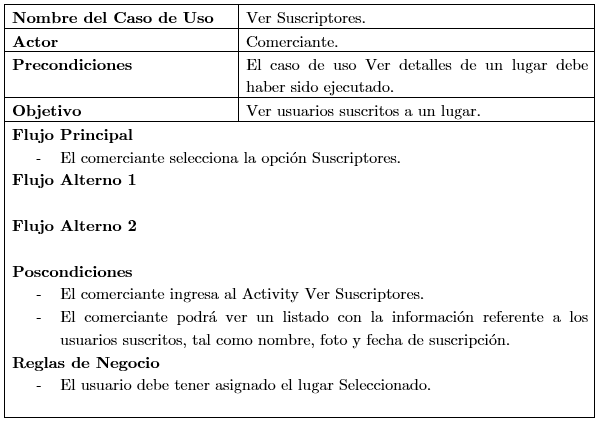 Nombre del Caso de Uso Ver Suscriptores.
Actor Comerciante.
Precondiciones El caso de uso Ver detalles de un lugar debe
haber sido ejecutado.
Objetivo Ver usuarios suscritos a un lugar.
Flujo Principal
- El comerciante selecciona la opción Suscriptores.
Flujo Alterno 1
Flujo Alterno 2
Poscondiciones
- El comerciante ingresa al Activity Ver Suscriptores.
- El comerciante podrá ver un listado con la información referente a los
usuarios suscritos, tal como nombre, foto y fecha de suscripción.
Reglas de Negocio
- El usuario debe tener asignado el lugar Seleccionado.